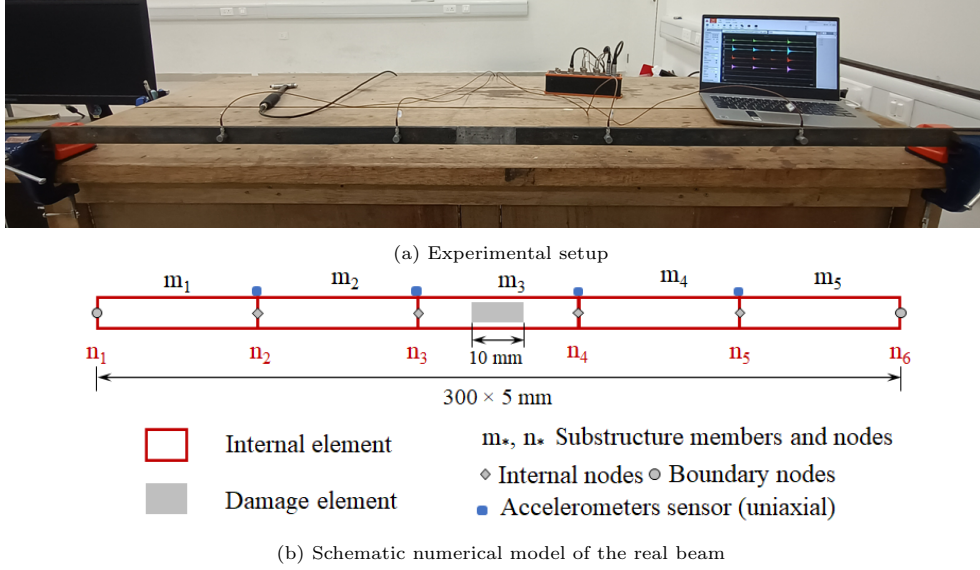 (a) Experimental setup
m₁ m₂ m₃ m₄ m₅
n₁ n₂ n₃ 10 mm n₄ n₅ n₆
300 × 5 mm
Internal element
Damage element
m*, n* Substructure members and nodes
Internal nodes Boundary nodes
Accelerometers sensor (uniaxial)
(b) Schematic numerical model of the real beam